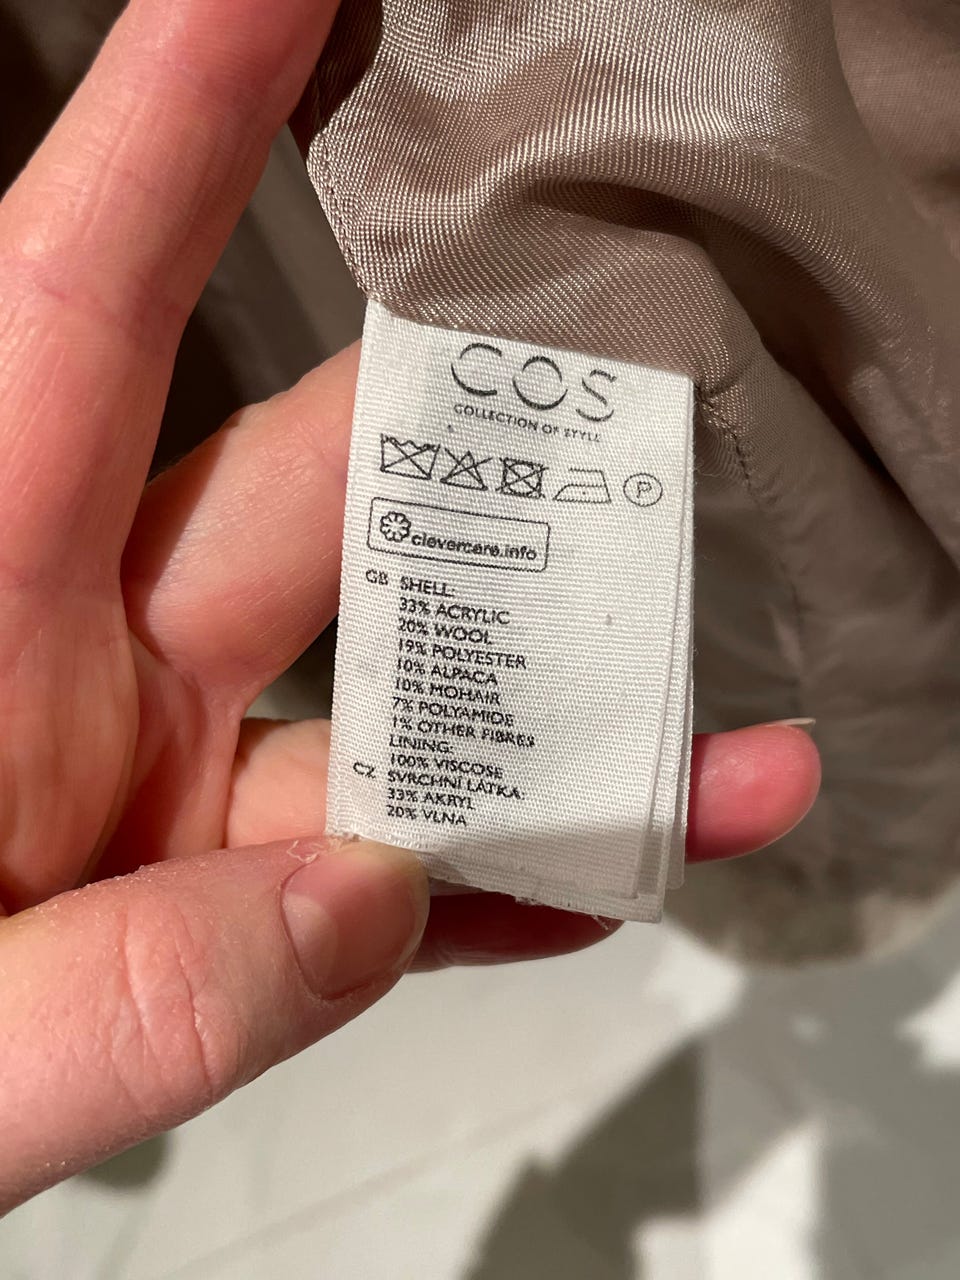 COS
COLLECTION OF STYLE
P
clevercare.info
GB SHELL:
33% ACRYLIC
20% WOOL
19% POLYESTER
10% ALPACA
10% MOHAIR
7% POLYAMIDE
1% OTHER FIBRES
LINING:
100% VISCOSE
CZ SVRCHNÍ LÁTKA:
33% AKRYL
20% VLNA